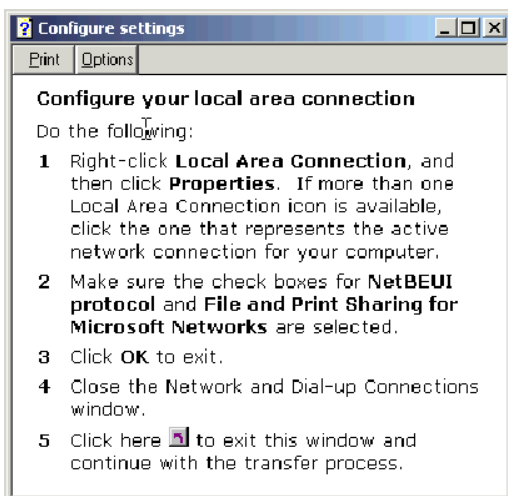 Configure settings
Print Options
Configure your local area connection
Do the following:
1 Right-click Local Area Connection, and
then click Properties. If more than one
Local Area Connection icon is available,
click the one that represents the active
network connection for your computer.
2 Make sure the check boxes for NetBEUI
protocol and File and Print Sharing for
Microsoft Networks are selected.
3 Click OK to exit.
4 Close the Network and Dial-up Connections
window.
5 Click here to exit this window and
continue with the transfer process.